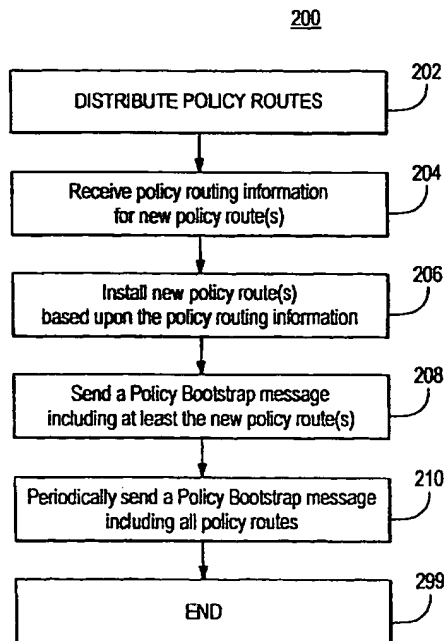 200
202
DISTRIBUTE POLICY ROUTES
204
Receive policy routing information
for new policy route(s)
206
Install new policy route(s)
based upon the policy routing information
208
Send a Policy Bootstrap message
including at least the new policy route(s)
210
Periodically send a Policy Bootstrap message
including all policy routes
299
END